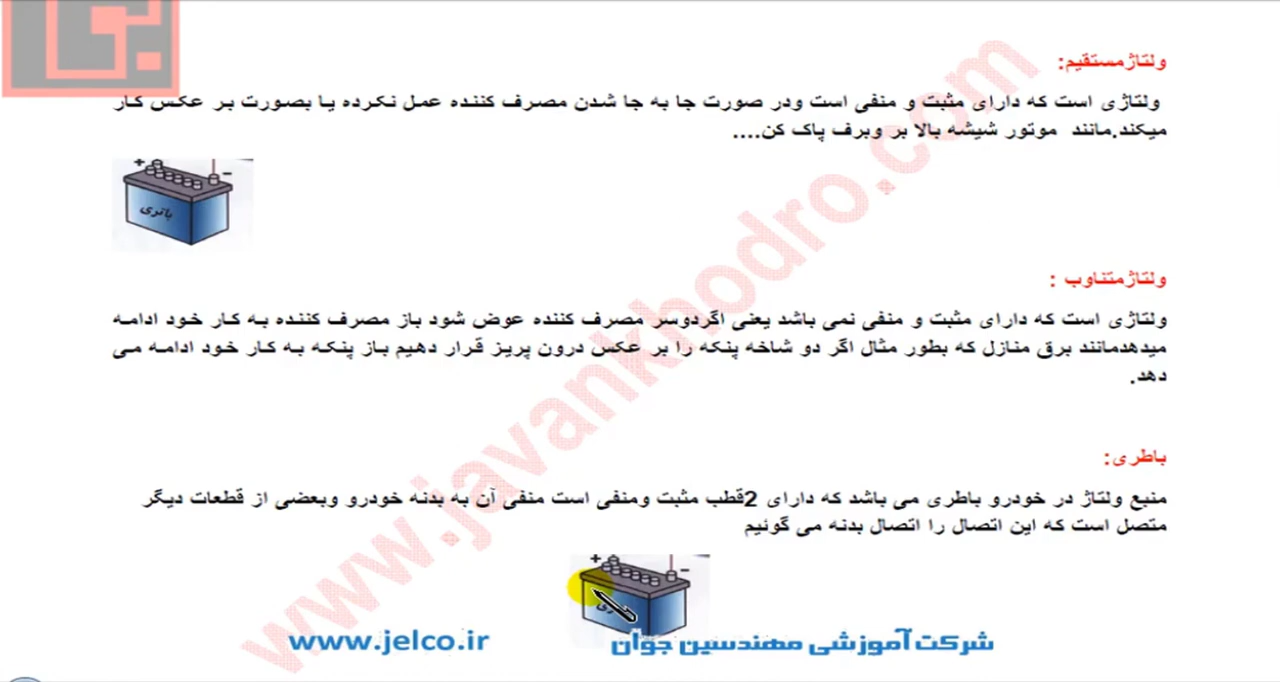 ولتاژمستقیم:
ولتاژی است که دارای مثبت و منفی است ودر صورت جا به جا شدن مصرف کننده عمل نکرده یا بصورت بر عکس کار
میکند.مانند موتور شیشه بالا بر وبرف پاک کن....
+ -
باتری
ولتاژمتناوب :
ولتاژی است که دارای مثبت و منفی نمی باشد یعنی اگردوسر مصرف کننده عوض شود باز مصرف کننده به کار خود ادامه
میدهدمانند برق منازل که بطور مثال اگر دو شاخه پنکه را بر عکس درون پریز قرار دهیم باز پنکه به کار خود ادامه می
دهد.
باطری:
منبع ولتاژ در خودرو باطری می باشد که دارای 2قطب مثبت ومنفی است منفی آن به بدنه خودرو وبعضی از قطعات دیگر
متصل است که این اتصال را اتصال بدنه می گوئیم
+ -
www.javankhodro.com
شرکت آموزشی مهندسین جوان
www.jelco.ir